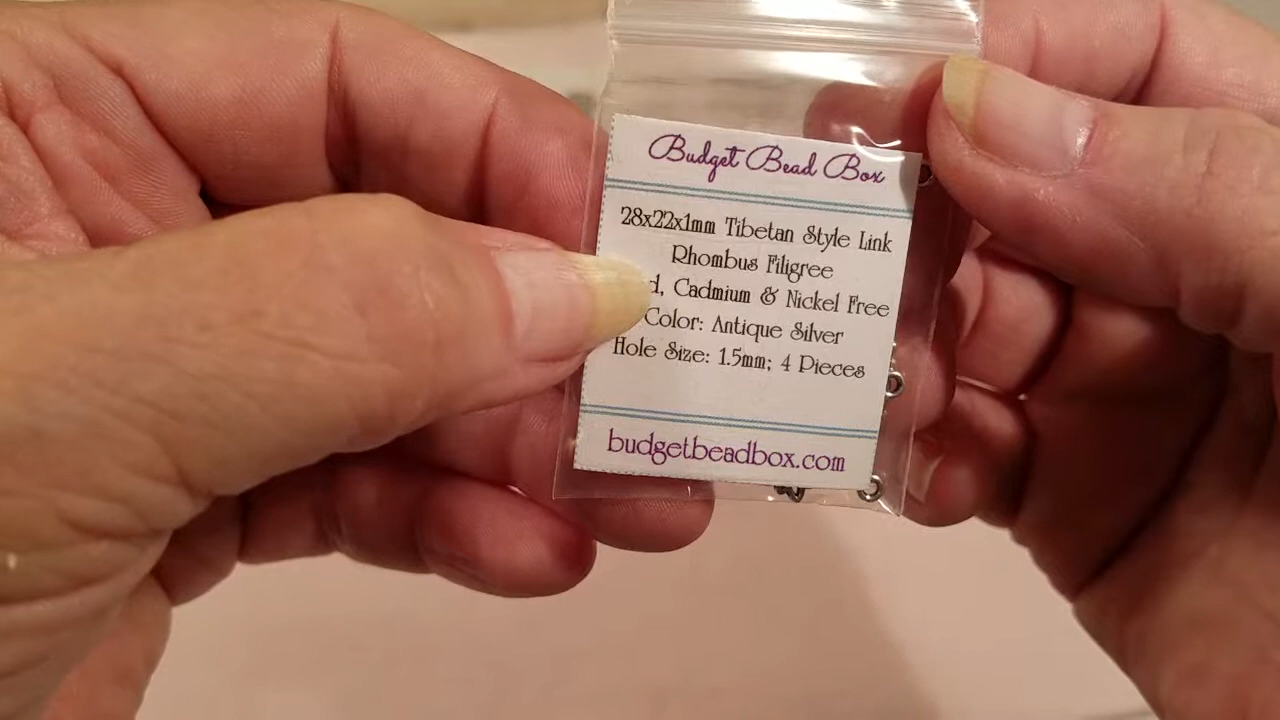 Budget Bead Box
28x22x1mm Tibetan Style Link
Rhombus Filigree
Cadmium & Nickel Free
Color: Antique Silver
Hole Size: 1.5mm; 4 Pieces
budgetbeadbox.com